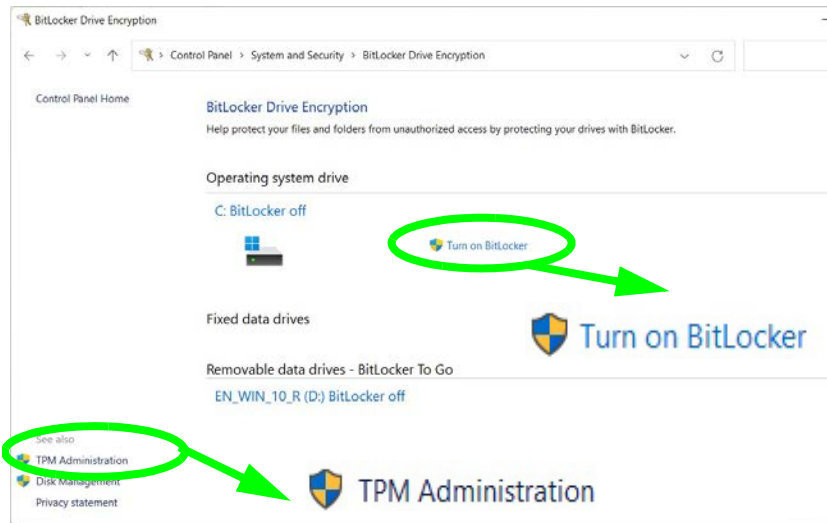 BitLocker Drive Encryption
Control Panel > System and Security > BitLocker Drive Encryption
Control Panel Home
BitLocker Drive Encryption
Help protect your files and folders from unauthorized access by protecting your drives with BitLocker.
Operating system drive
C: BitLocker off
Turn on BitLocker
Fixed data drives
Turn on BitLocker
Removable data drives - BitLocker To Go
EN_WIN_10_R (D:) BitLocker off
See also
TPM Administration
Disk Management
Privacy statement
TPM Administration